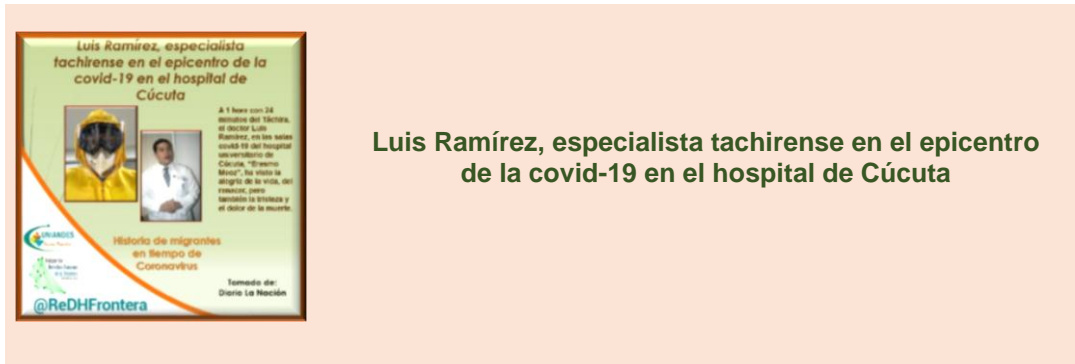 Luis Ramírez, especialista
tachirense en el epicentro de la
covid-19 en el hospital de
Cúcuta
A 1 hora con 24
minutos del Táchira,
el doctor Luis
Ramírez, en las salas
covid-19 del hospital
universitario de
Cúcuta, "Erasmo
Meoz", ha visto la
alegría de la vida, del
renacer, pero
también la tristeza y
el dolor de la muerte.
Historia de migrantes
en tiempo de
Coronavirus
Tomado de:
Diario La Nación
@ReDHFrontera
Luis Ramírez, especialista tachirense en el epicentro
de la covid-19 en el hospital de Cúcuta